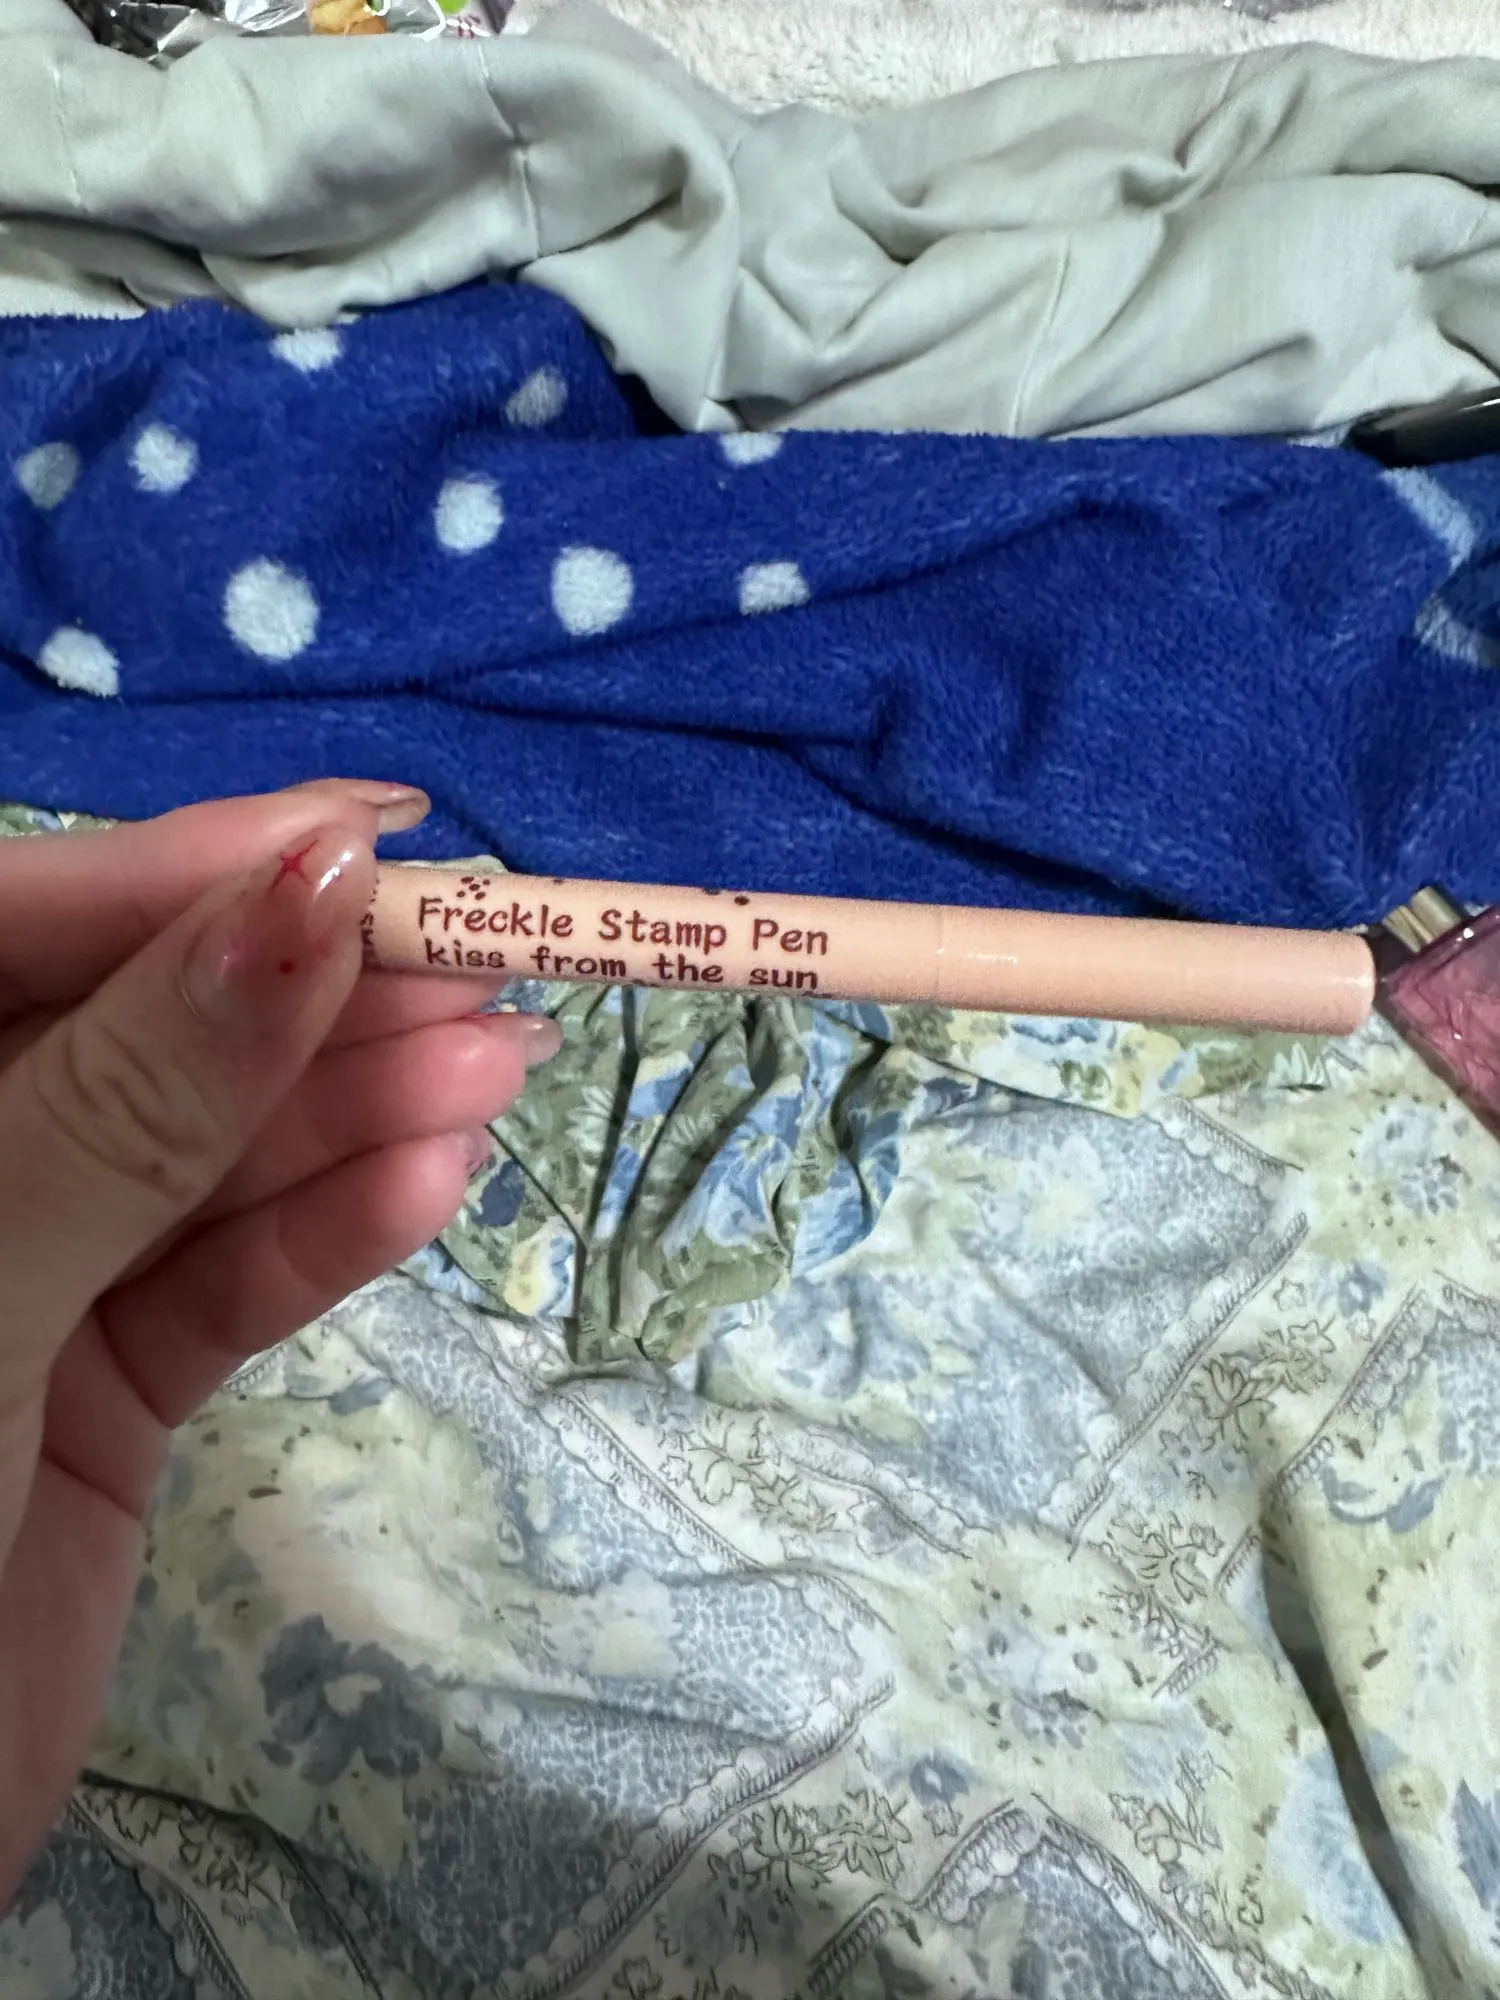 Freckle Stamp Pen
kiss from the sun